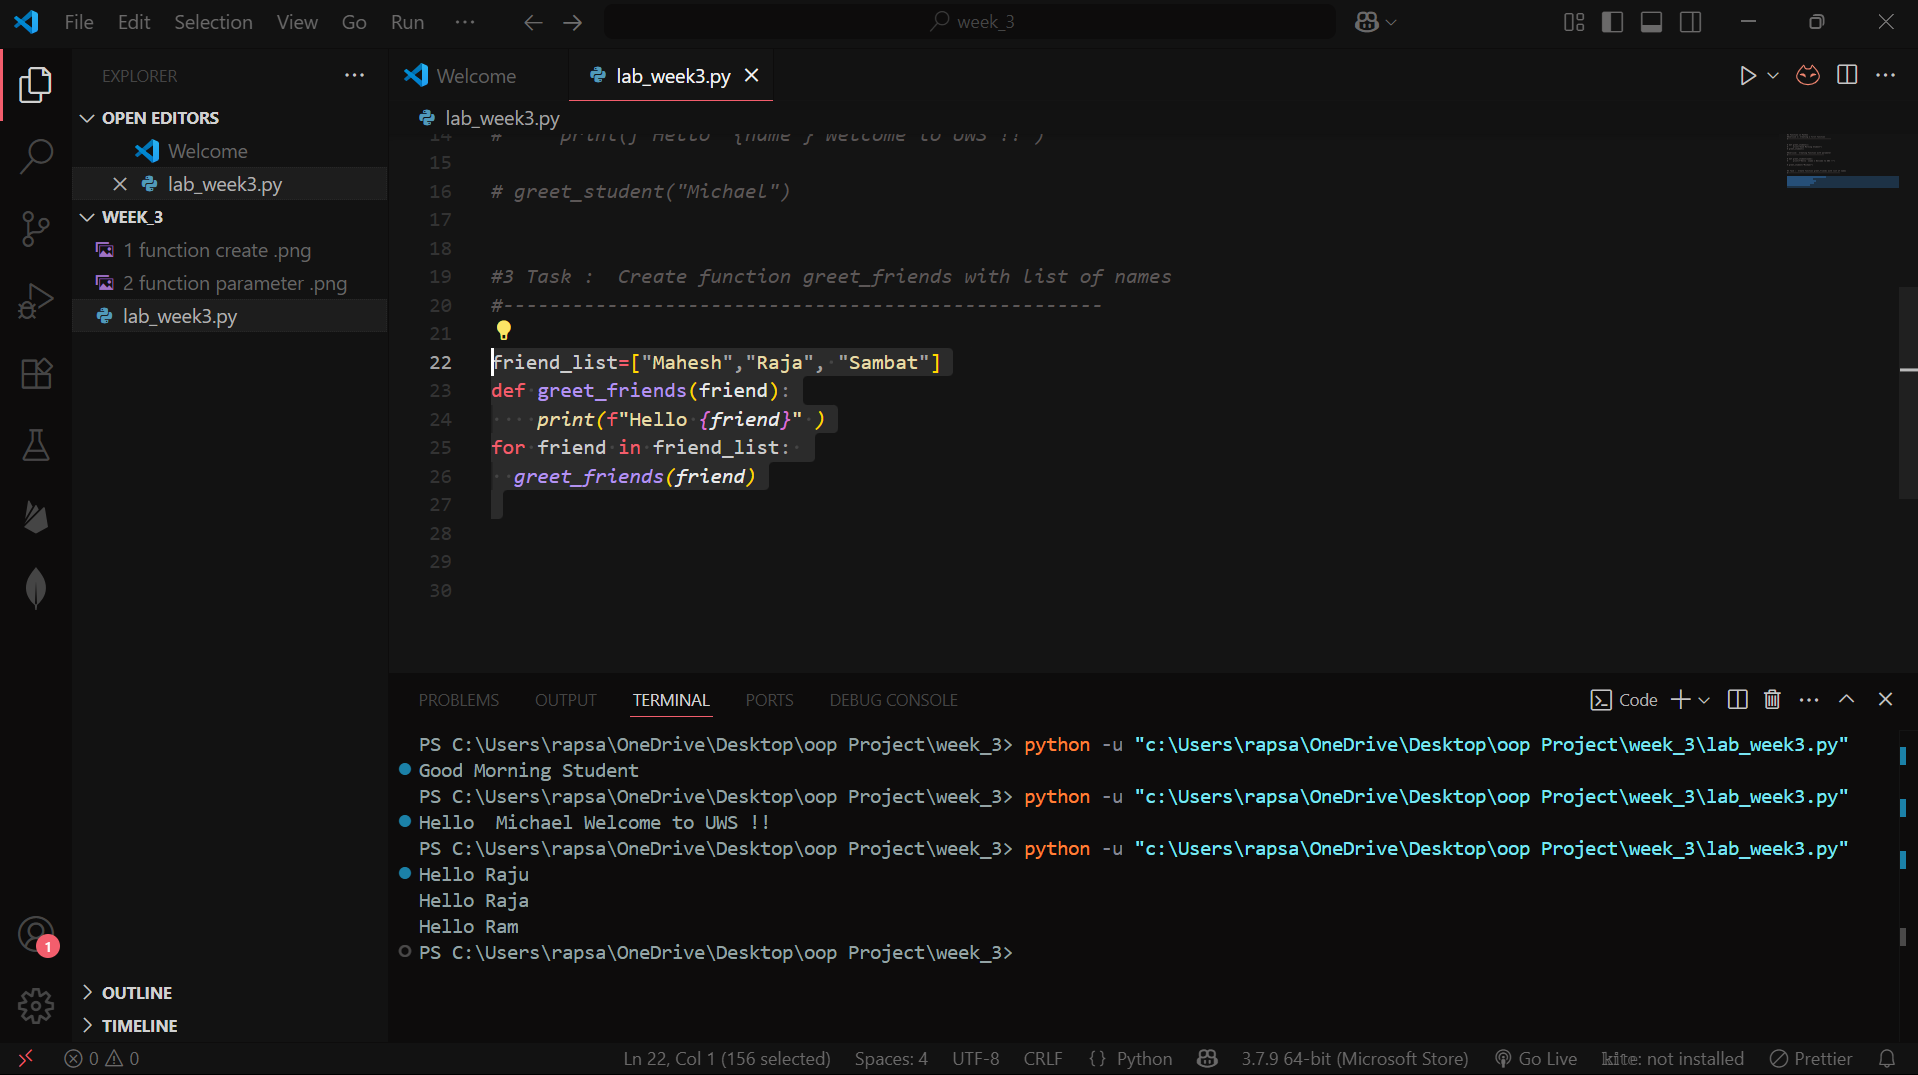 File Edit Selection View Go Run ··· week_3
EXPLORER ···
OPEN EDITORS
Welcome
lab_week3.py
WEEK_3
1 function create .png
2 function parameter .png
lab_week3.py
OUTLINE
TIMELINE
Welcome lab_week3.py
lab_week3.py
14 # print(f"Hello {name } Welcome to UWS !!")
15
16 # greet_student("Michael")
17
18
19 #3 Task : Create function greet_friends with list of names
20 #----------------------------------------------------
21
22 friend_list=["Mahesh","Raja", "Sambat"]
23 def greet_friends(friend):
24     print(f"Hello {friend}" )
25 for friend in friend_list:
26   greet_friends(friend)
27
28
29
30
PROBLEMS OUTPUT TERMINAL PORTS DEBUG CONSOLE Code
PS C:\Users\rapsa\OneDrive\Desktop\oop Project\week_3> python -u "c:\Users\rapsa\OneDrive\Desktop\oop Project\week_3\lab_week3.py"
Good Morning Student
PS C:\Users\rapsa\OneDrive\Desktop\oop Project\week_3> python -u "c:\Users\rapsa\OneDrive\Desktop\oop Project\week_3\lab_week3.py"
Hello  Michael Welcome to UWS !!
PS C:\Users\rapsa\OneDrive\Desktop\oop Project\week_3> python -u "c:\Users\rapsa\OneDrive\Desktop\oop Project\week_3\lab_week3.py"
Hello Raju
Hello Raja
Hello Ram
PS C:\Users\rapsa\OneDrive\Desktop\oop Project\week_3>
1
0 0 Ln 22, Col 1 (156 selected) Spaces: 4 UTF-8 CRLF {} Python 3.7.9 64-bit (Microsoft Store) Go Live kite: not installed Prettier